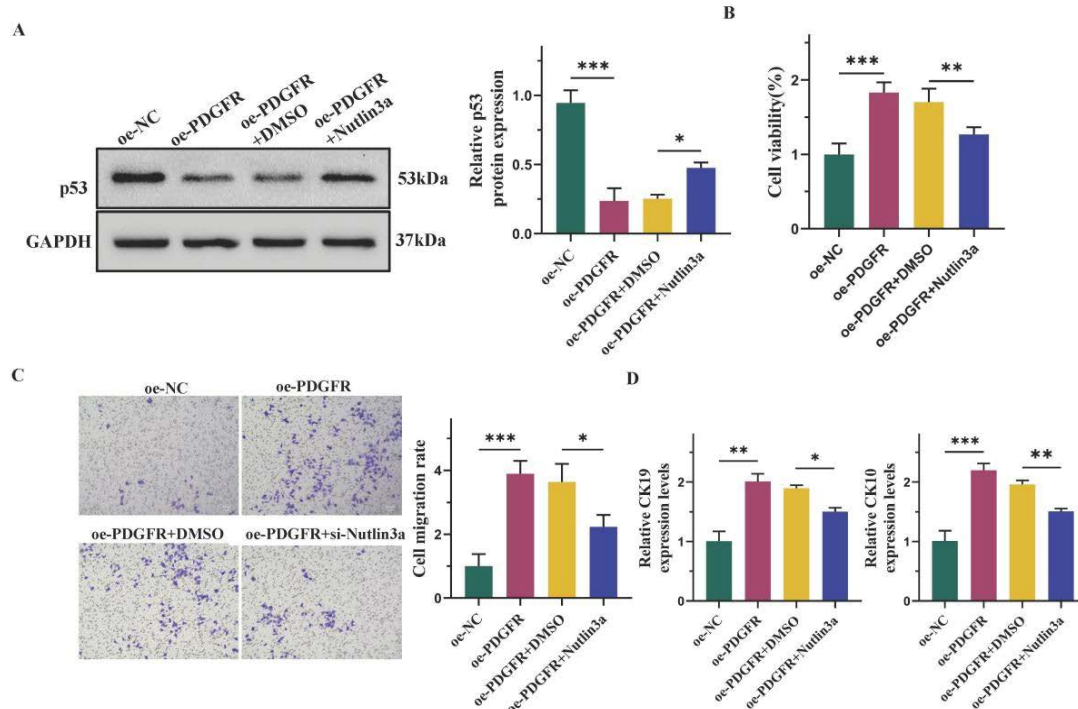 A
oe-NC
oe-PDGFR
oe-PDGFR
+DMSO
oe-PDGFR
+Nutlin3a
p53
53kDa
GAPDH
37kDa
Relative p53
protein expression
1.0
0.5
0.0
***
*
oe-NC
oe-PDGFR
oe-PDGFR+DMSO
oe-PDGFR+Nutlin3a
B
Cell viability(%)
2
1
0
***
**
oe-NC
oe-PDGFR
oe-PDGFR+DMSO
oe-PDGFR+Nutlin3a
C
oe-NC
oe-PDGFR
oe-PDGFR+DMSO
oe-PDGFR+si-Nutlin3a
Cell migration rate
4
2
0
***
*
oe-NC
oe-PDGFR
oe-PDGFR+DMSO
oe-PDGFR+Nutlin3a
D
Relative CK19
expression levels
2
1
0
**
*
oe-NC
oe-PDGFR
oe-PDGFR+DMSO
oe-PDGFR+Nutlin3a
Relative CK10
expression levels
2
1
0
***
**
oe-NC
oe-PDGFR
oe-PDGFR+DMSO
oe-PDGFR+Nutlin3a